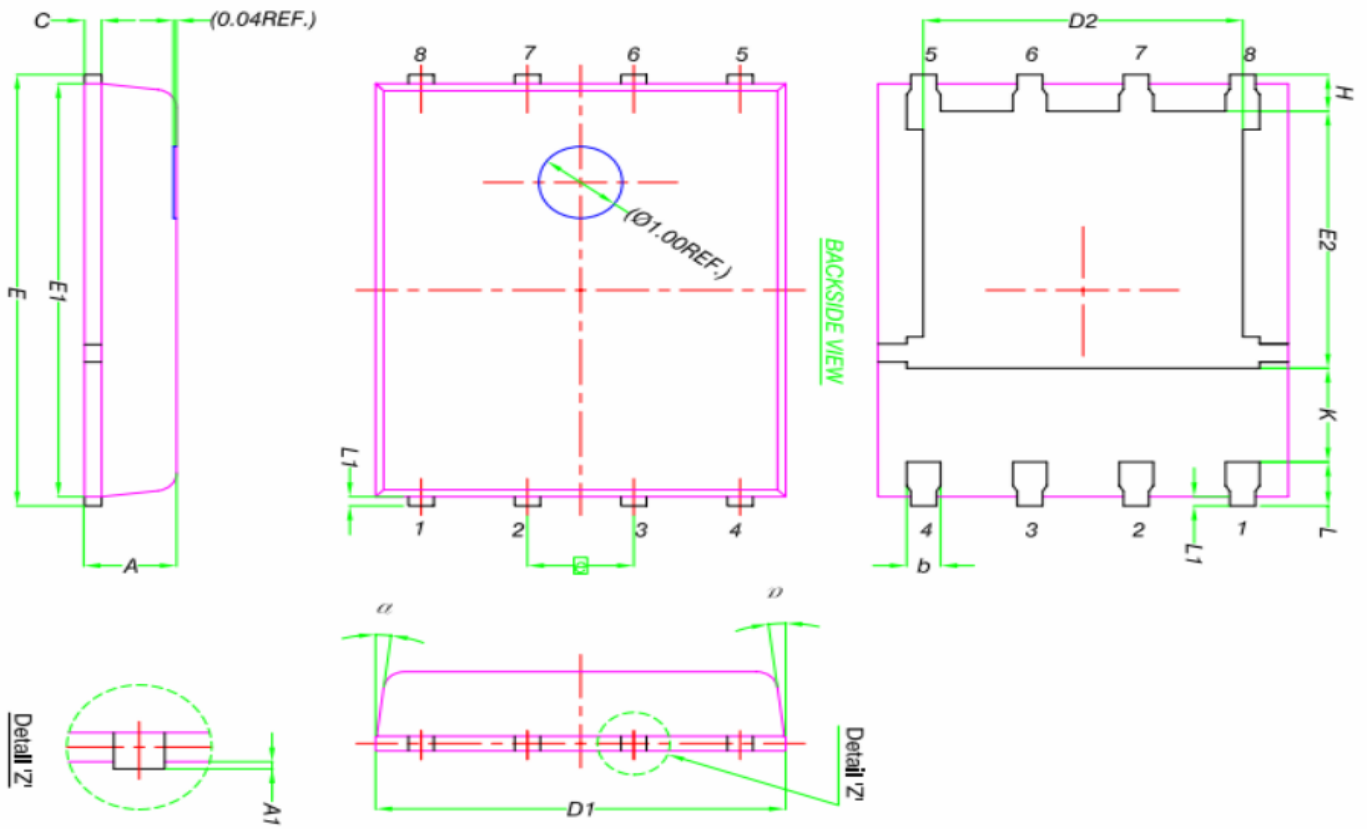 C
(0.04REF.)
E
E1
A
8 7 6 5
(Ø1.00REF.)
L1
1 2 3 4
e
BACKSIDE VIEW
D2
5 6 7 8
H
E2
K
L
L1
4 3 2 1
b
α
D1
Detail 'Z'
Detail 'Z'
A1